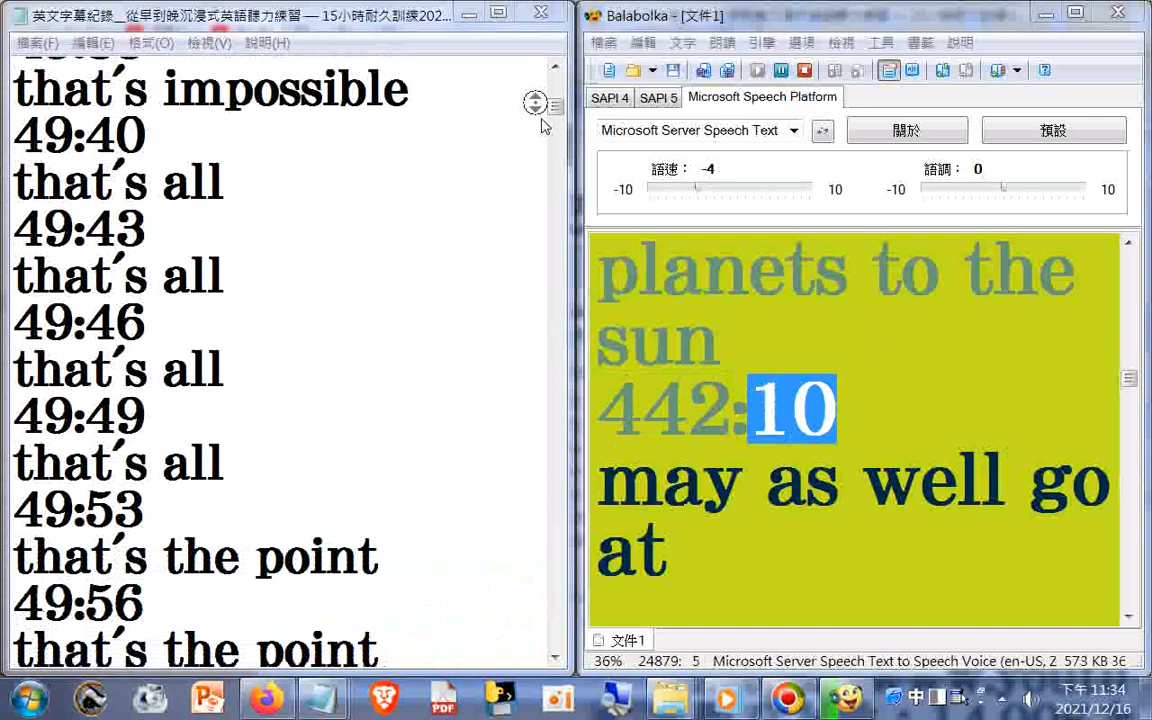 英文字幕紀錄__從早到晚沉浸式英語聽力練習 — 15小時耐久訓練202...
檔案(F) 編輯(E) 格式(O) 檢視(V) 說明(H)
that's impossible
49:40
that's all
49:43
that's all
49:46
that's all
49:49
that's all
49:53
that's the point
49:56
that's the point
Balabolka - [文件1]
檔案 編輯 文字 朗讀 引擎 選項 檢視 工具 書籤 說明
SAPI 4 SAPI 5 Microsoft Speech Platform
Microsoft Server Speech Text 關於 預設
語速： -4 語調： 0
-10 10 -10 10
planets to the
sun
442:10
may as well go
at
文件1
36% 24879: 5 Microsoft Server Speech Text to Speech Voice (en-US, Z 573 KB 36
PDF
中
下午 11:34
2021/12/16